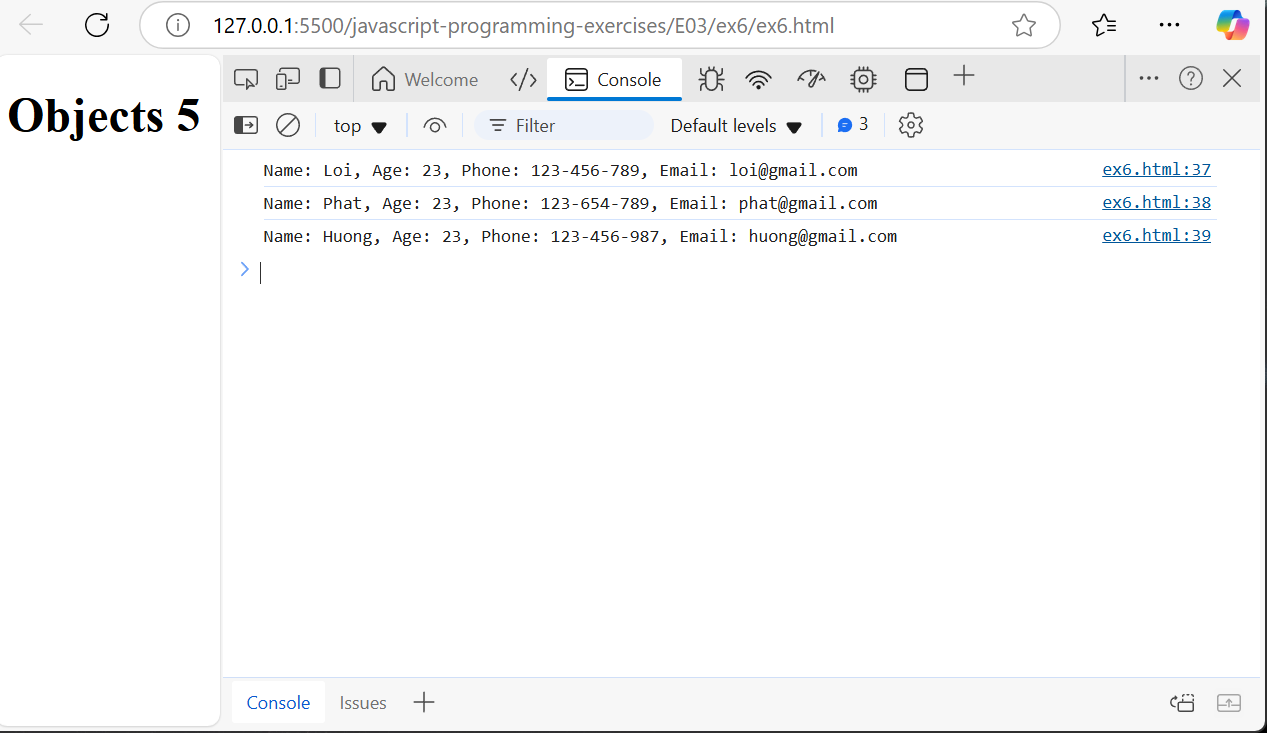 127.0.0.1:5500/javascript-programming-exercises/E03/ex6/ex6.html
Objects 5
Welcome
Console
top
Filter
Default levels
3
Name: Loi, Age: 23, Phone: 123-456-789, Email: loi@gmail.com ex6.html:37
Name: Phat, Age: 23, Phone: 123-654-789, Email: phat@gmail.com ex6.html:38
Name: Huong, Age: 23, Phone: 123-456-987, Email: huong@gmail.com ex6.html:39
Console
Issues